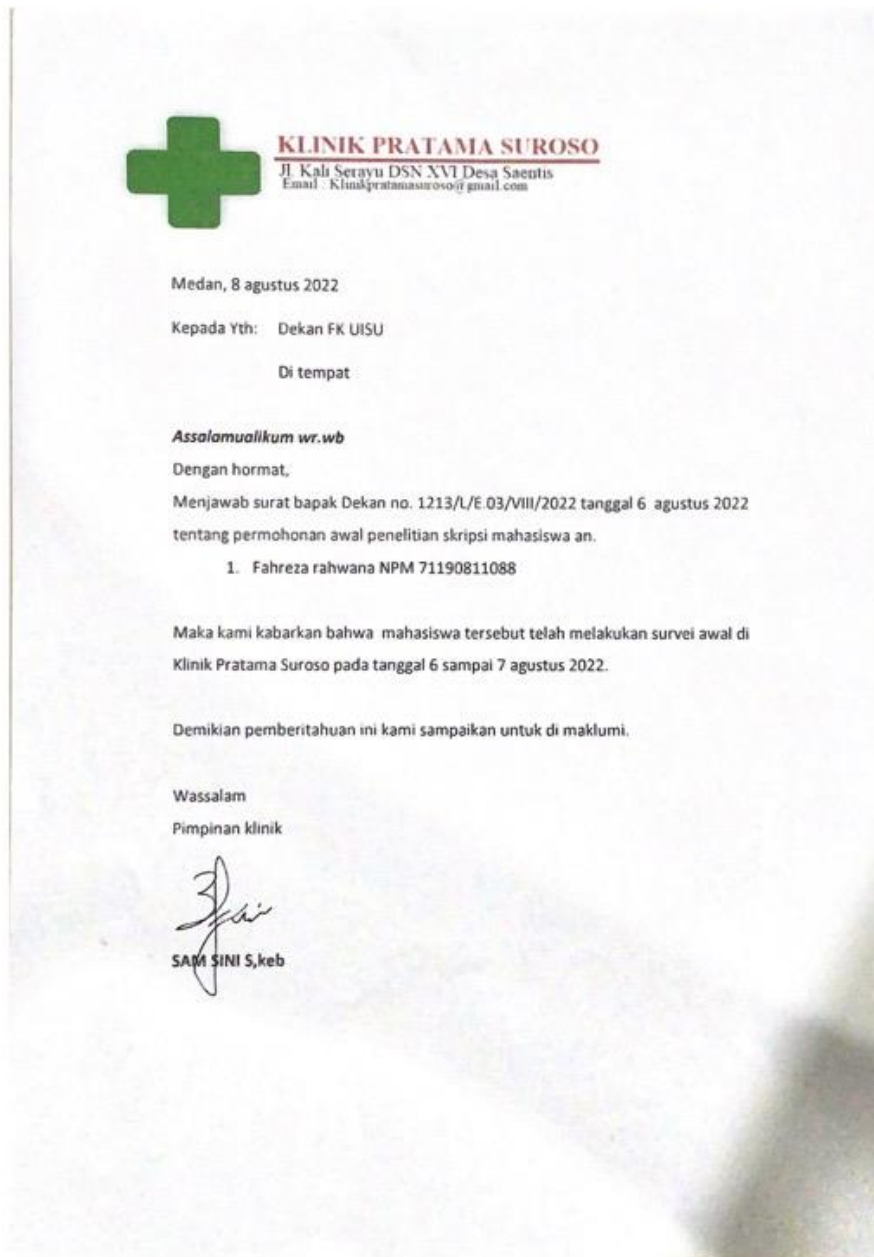 KLINIK PRATAMA SUROSO
Jl. Kali Serayu DSN XVI Desa Saentis
Email : Klinikpratamasuroso@gmail.com
Medan, 8 agustus 2022
Kepada Yth: Dekan FK UISU
Di tempat
Assalamualikum wr.wb
Dengan hormat,
Menjawab surat bapak Dekan no. 1213/L/E.03/VIII/2022 tanggal 6 agustus 2022
tentang permohonan awal penelitian skripsi mahasiswa an.
1. Fahreza rahwana NPM 71190811088
Maka kami kabarkan bahwa mahasiswa tersebut telah melakukan survei awal di
Klinik Pratama Suroso pada tanggal 6 sampai 7 agustus 2022.
Demikian pemberitahuan ini kami sampaikan untuk di maklumi.
Wassalam
Pimpinan klinik
SAM SINI S,keb